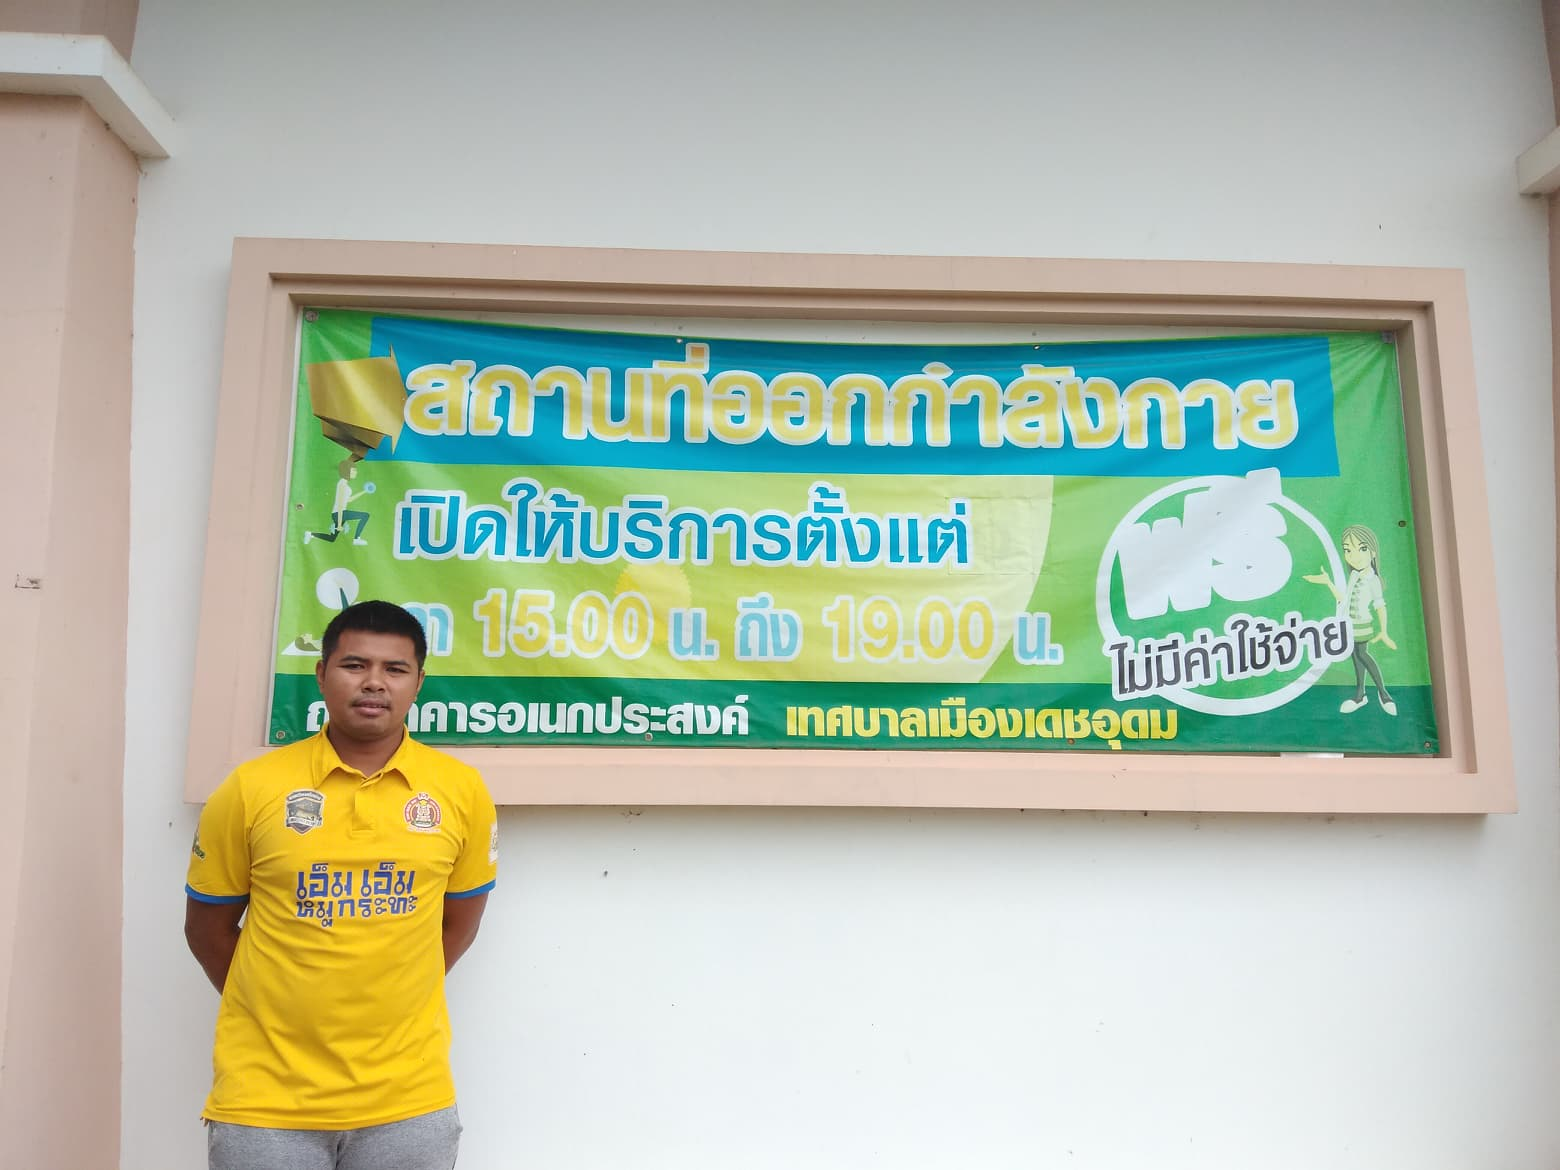 สถานที่ออกกำลังกาย
เปิดให้บริการตั้งแต่
15.00 น. ถึง 19.00 น.
ฟรี
ไม่มีค่าใช้จ่าย
คารอเนกประสงค์ เทศบาลเมืองเดชอุดม
เอ็ม เอ็ม
หมูกระทะ